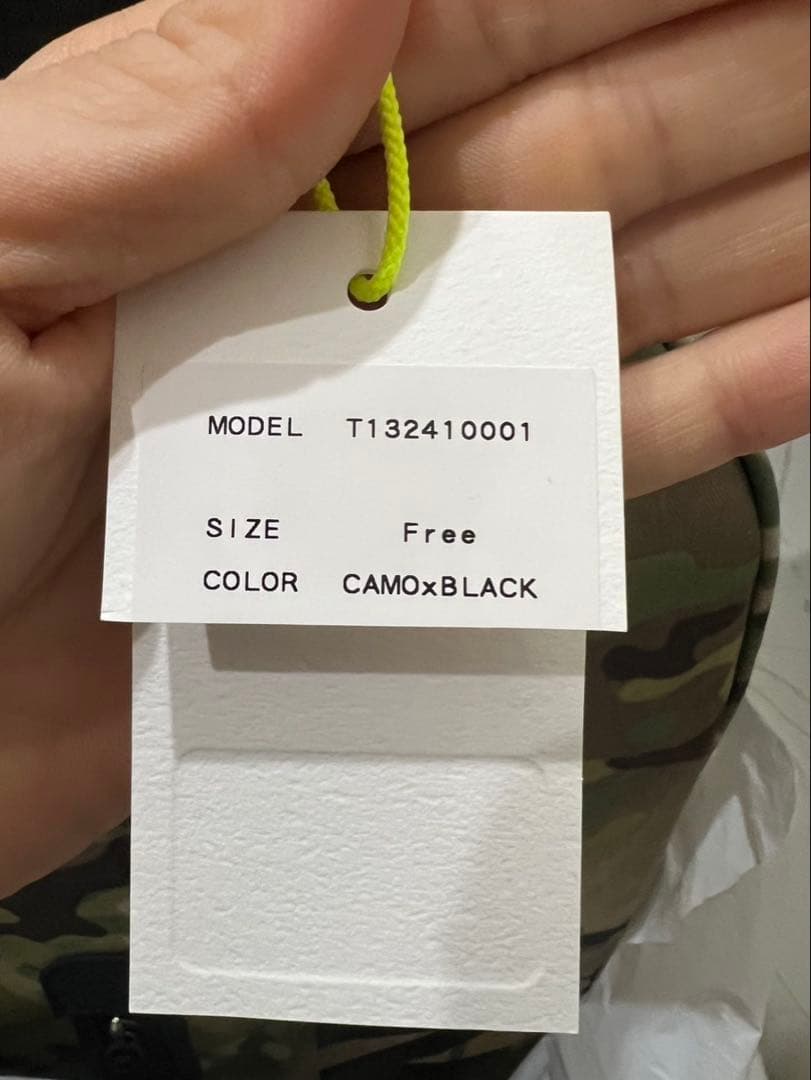 MODEL T132410001
SIZE Free
COLOR CAMOxBLACK